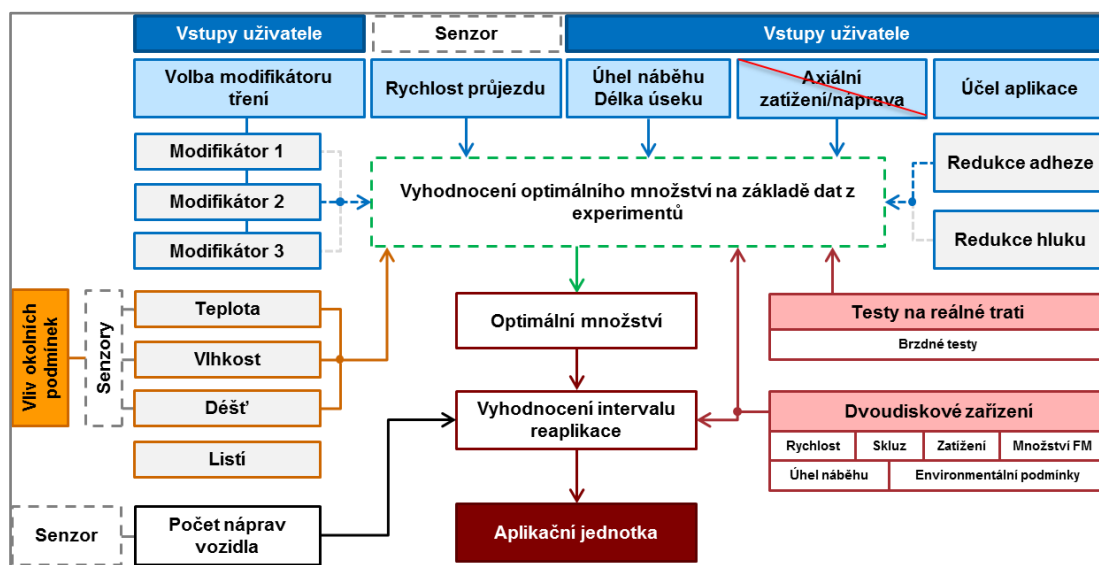 Vstupy uživatele
Senzor
Vstupy uživatele
Volba modifikátoru
tření
Rychlost průjezdu
Úhel náběhu
Délka úseku
Axiální
zatížení/náprava
Účel aplikace
Modifikátor 1
Modifikátor 2
Modifikátor 3
Vyhodnocení optimálního množství na základě dat z
experimentů
Redukce adheze
Redukce hluku
Vliv okolních
podmínek
Senzory
Teplota
Vlhkost
Déšť
Listí
Optimální množství
Testy na reálné trati
Brzdné testy
Vyhodnocení intervalu
reaplikace
Dvoudiskové zařízení
Rychlost
Skluz
Zatížení
Množství FM
Úhel náběhu
Environmentální podmínky
Senzor
Počet náprav
vozidla
Aplikační jednotka